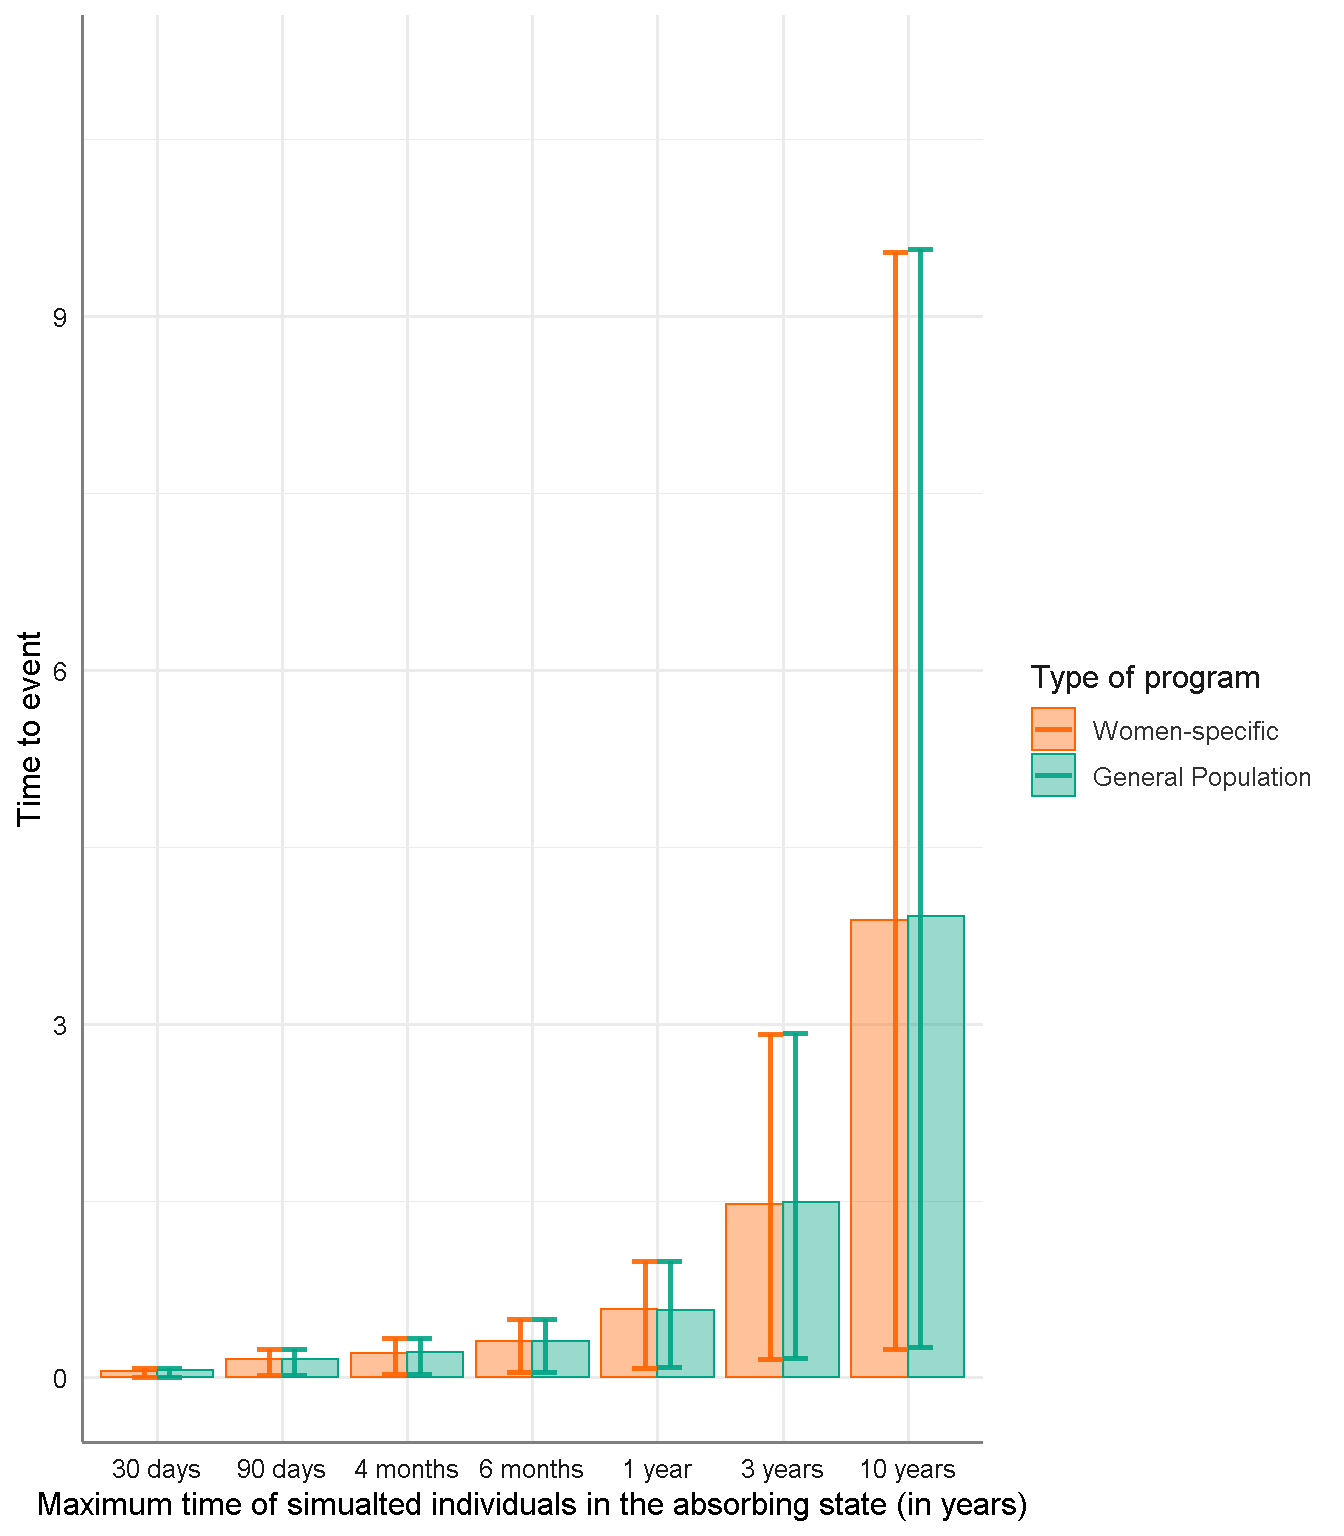 9
6
3
0
Time to event
30 days
90 days
4 months
6 months
1 year
3 years
10 years
Maximum time of simualted individuals in the absorbing state (in years)
Type of program
Women-specific
General Population